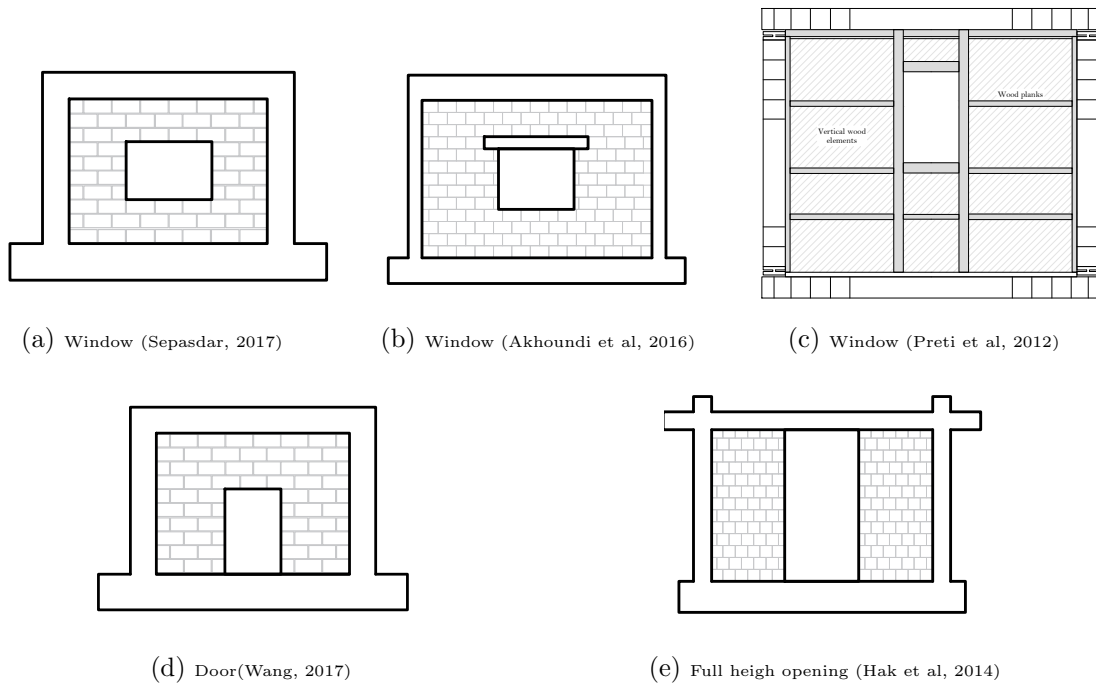 Wood planks
Vertical wood
elements
(a) Window (Sepasdar, 2017)
(b) Window (Akhoundi et al, 2016)
(c) Window (Preti et al, 2012)
(d) Door(Wang, 2017)
(e) Full heigh opening (Hak et al, 2014)